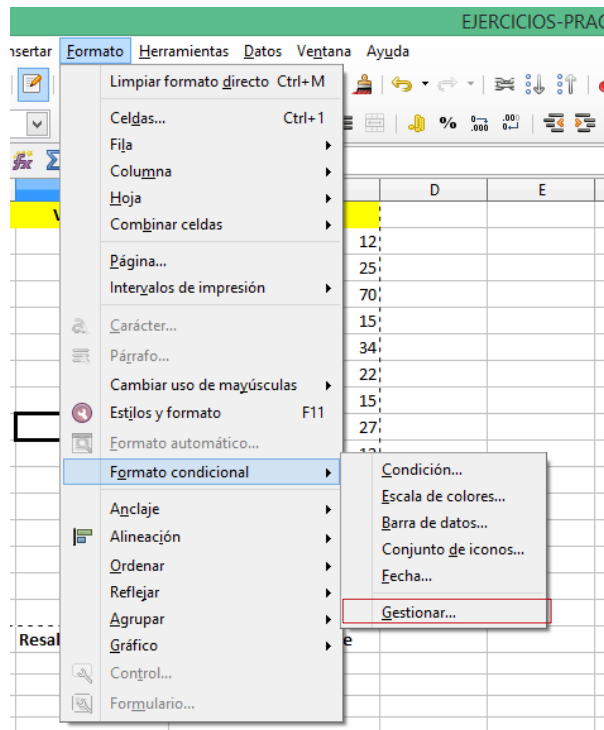 EJERCICIOS-PRAC
nsertar Formato Herramientas Datos Ventana Ayuda
Limpiar formato directo Ctrl+M
Celdas... Ctrl+1
Fila
Columna
Hoja
Combinar celdas
Página...
Intervalos de impresión
Carácter...
Párrafo...
Cambiar uso de mayúsculas
Estilos y formato F11
Formato automático...
Formato condicional
Anclaje
Alineación
Ordenar
Reflejar
Agrupar
Gráfico
Control...
Formulario...
Condición...
Escala de colores...
Barra de datos...
Conjunto de iconos...
Fecha...
Gestionar...
% .000 .00
fx Σ
D E
V
12
25
70
15
34
22
15
27
Resal e